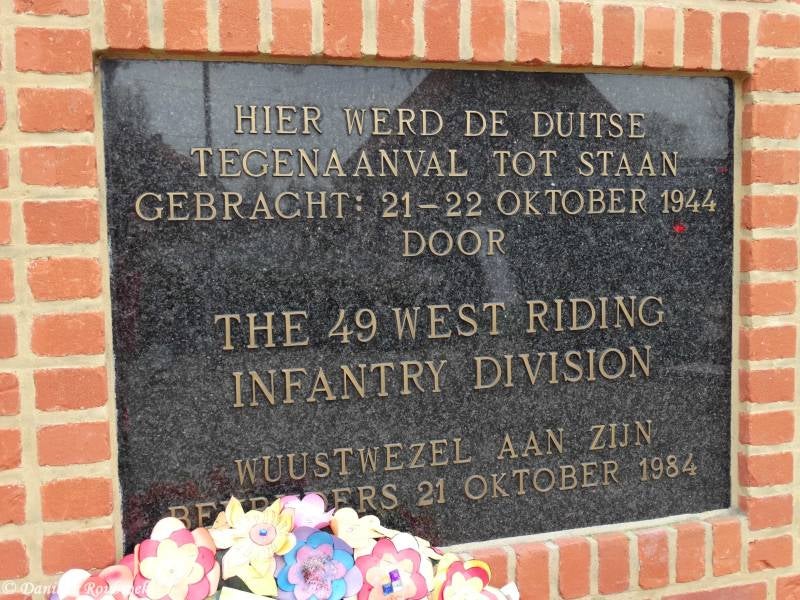 HIER WERD DE DUITSE
TEGENAANVAL TOT STAAN
GEBRACHT: 21-22 OKTOBER 1944
DOOR
THE 49 WEST RIDING
INFANTRY DIVISION
WUUSTWEZEL AAN ZIJN
21 OKTOBER 1984